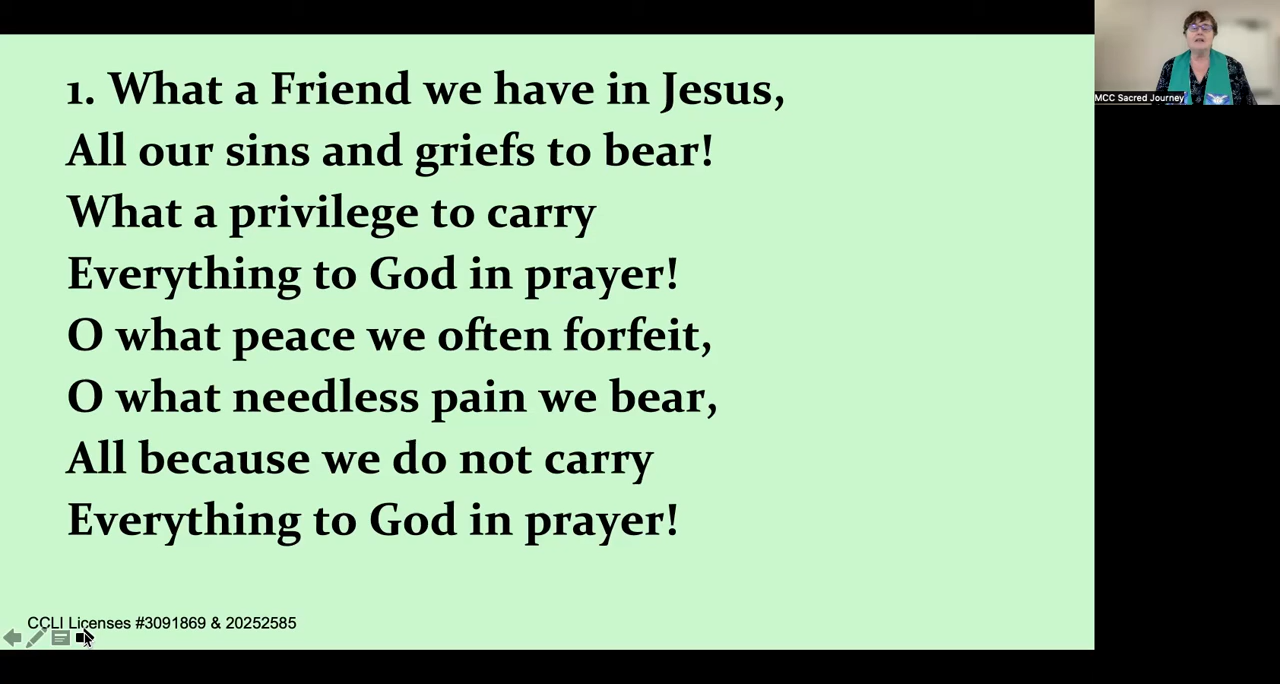 1. What a Friend we have in Jesus,
All our sins and griefs to bear!
What a privilege to carry
Everything to God in prayer!
O what peace we often forfeit,
O what needless pain we bear,
All because we do not carry
Everything to God in prayer!
CCLI Licenses #3091869 & 20252585
MCC Sacred Journey